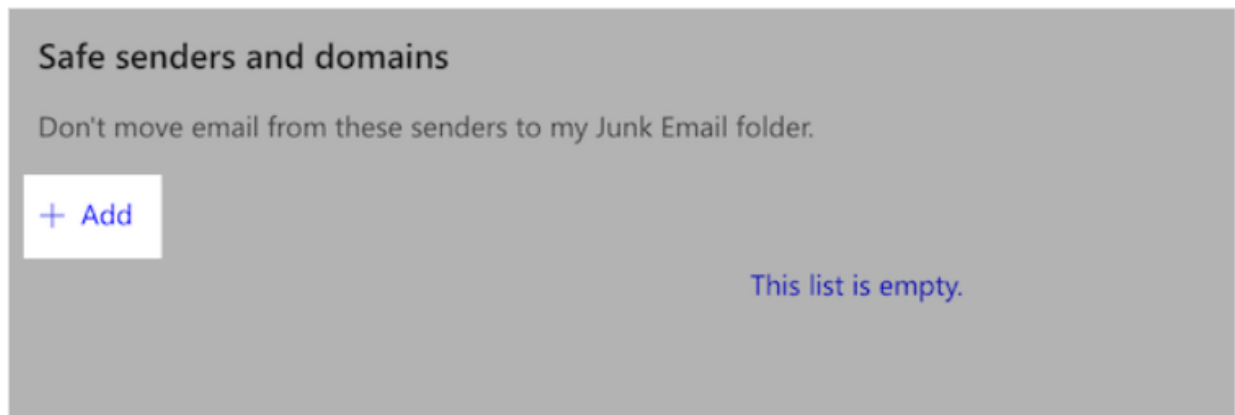 Safe senders and domains
Don't move email from these senders to my Junk Email folder.
+ Add
This list is empty.